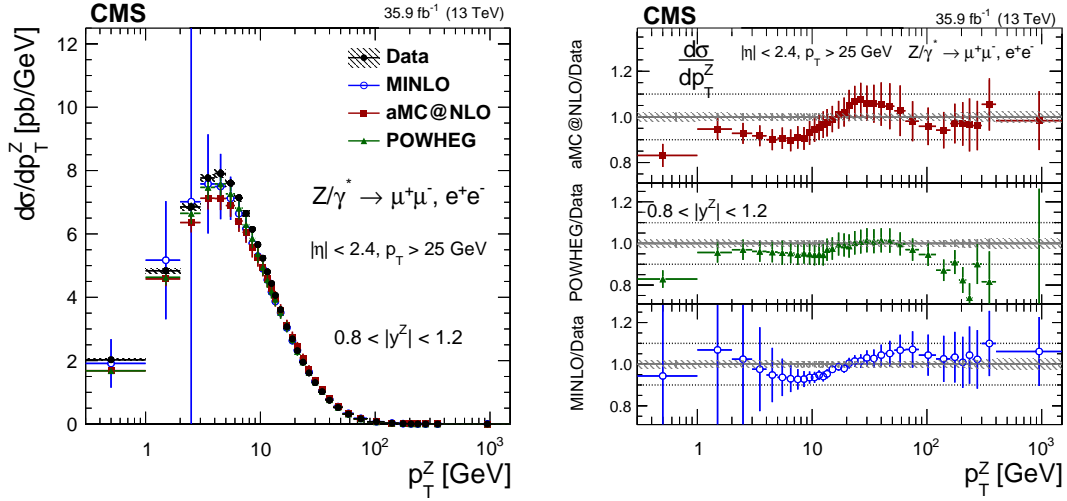 CMS
35.9 fb⁻¹ (13 TeV)
dσ/dp_T^Z [pb/GeV]
12
10
8
6
4
2
0
Data
MINLO
aMC@NLO
POWHEG
Z/γ* → μ⁺μ⁻, e⁺e⁻
|η| < 2.4, p_T > 25 GeV
0.8 < |y^Z| < 1.2
1
10
10²
10³
p_T^Z [GeV]
CMS
35.9 fb⁻¹ (13 TeV)
dσ
dp_T^Z
|η| < 2.4, p_T > 25 GeV
Z/γ* → μ⁺μ⁻, e⁺e⁻
aMC@NLO/Data
1.2
1.0
0.8
0.8 < |y^Z| < 1.2
POWHEG/Data
1.2
1.0
0.8
MINLO/Data
1.2
1.0
0.8
1
10
10²
10³
p_T^Z [GeV]